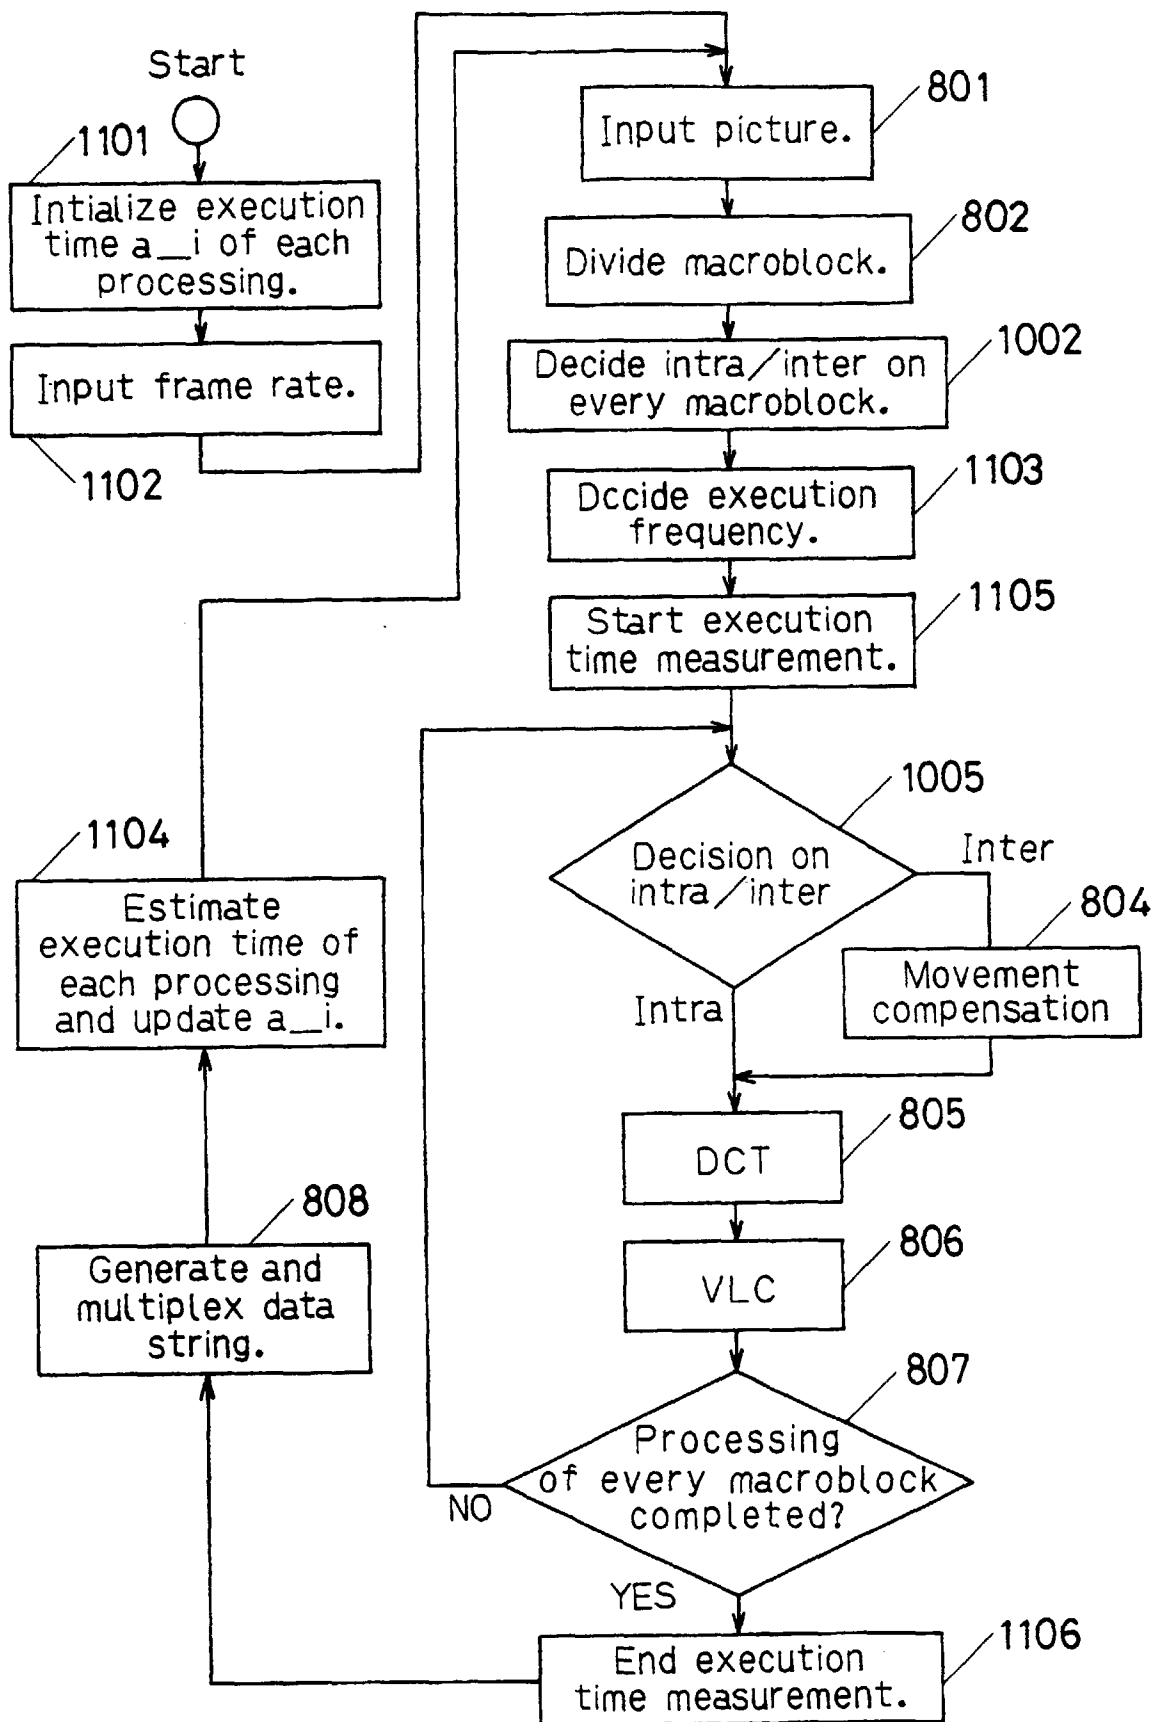 Start
1101
Intialize execution
time a_i of each
processing.
Input frame rate.
1102
801
Input picture.
802
Divide macroblock.
1002
Decide intra/inter on
every macroblock.
1103
Dccide execution
frequency.
1105
Start execution
time measurement.
1005
Decision on
intra/inter
Inter
804
Movement
compensation
Intra
805
DCT
806
VLC
807
Processing
of every macroblock
completed?
NO
YES
1106
End execution
time measurement.
808
Generate and
multiplex data
string.
1104
Estimate
execution time of
each processing
and update a_i.